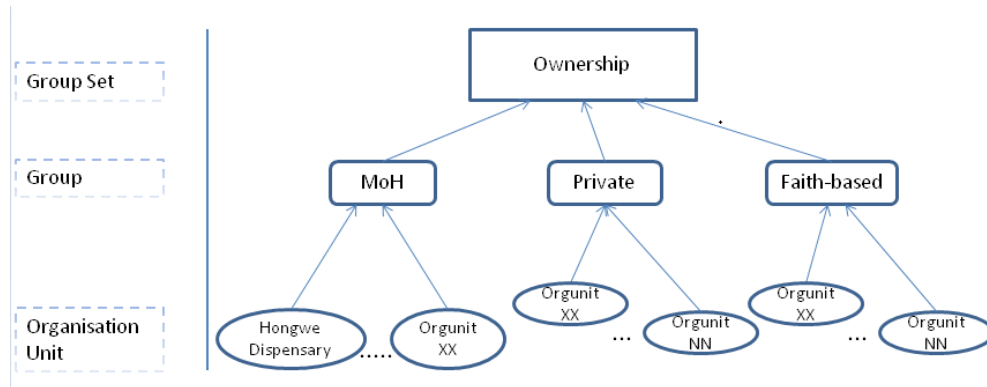 Ownership
Group Set
Group
MoH
Private
Faith-based
Organisation
Unit
Hongwe
Dispensary
.....
Orgunit
XX
Orgunit
XX
...
Orgunit
NN
Orgunit
XX
...
Orgunit
NN